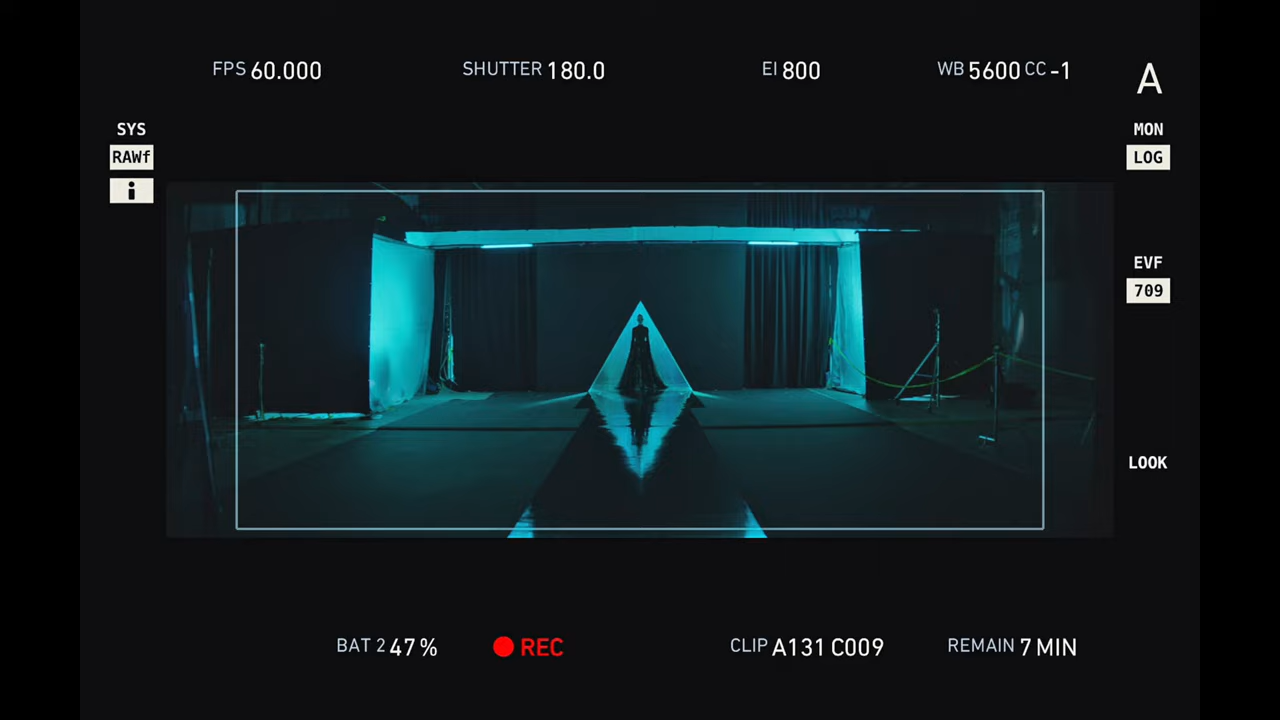 FPS 60.000 SHUTTER 180.0 EI 800 WB 5600 CC -1
A
SYS
RAWf
i
MON
LOG
EVF
709
LOOK
BAT 2 47 % REC CLIP A131 C009 REMAIN 7 MIN